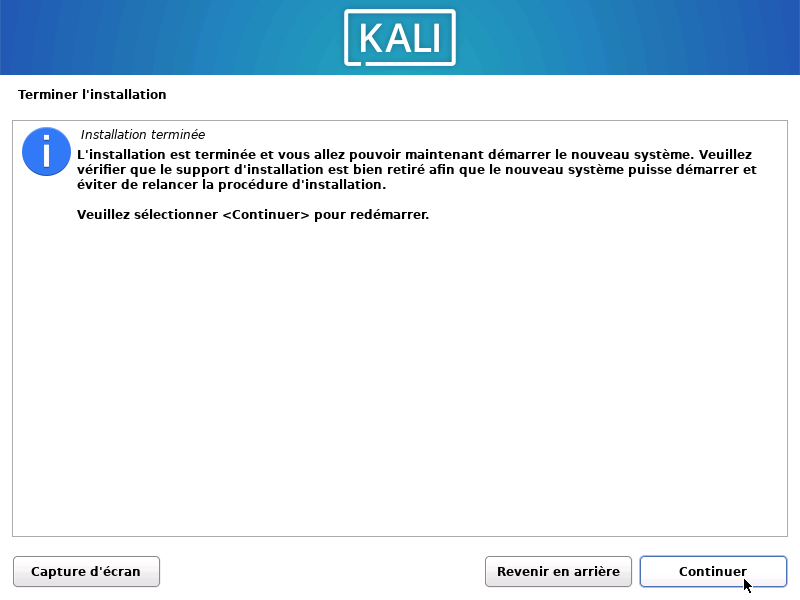 KALI
Terminer l'installation
Installation terminée
L'installation est terminée et vous allez pouvoir maintenant démarrer le nouveau système. Veuillez
vérifier que le support d'installation est bien retiré afin que le nouveau système puisse démarrer et
éviter de relancer la procédure d'installation.
Veuillez sélectionner <Continuer> pour redémarrer.
Capture d'écran
Revenir en arrière
Continuer